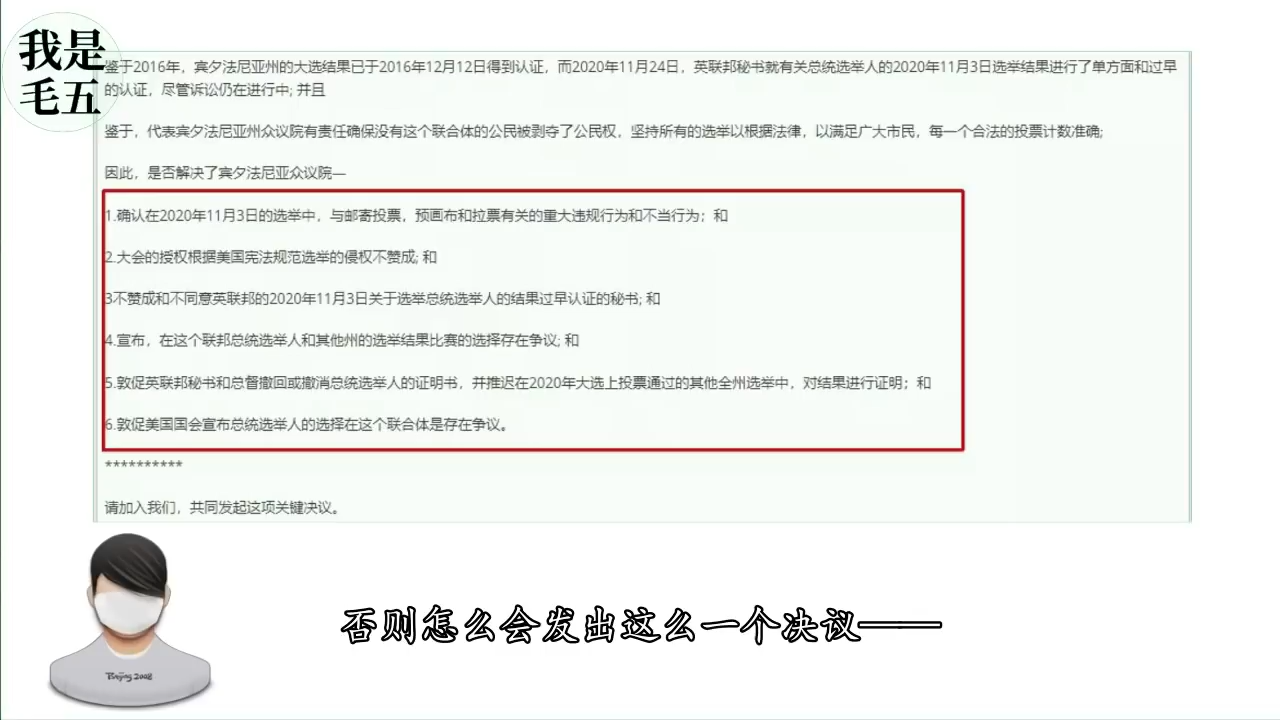 我是
毛五
鉴于2016年，宾夕法尼亚州的大选结果已于2016年12月12日得到认证，而2020年11月24日，英联邦秘书就有关总统选举人的2020年11月3日选举结果进行了单方面和过早
的认证，尽管诉讼仍在进行中; 并且
鉴于，代表宾夕法尼亚州众议院有责任确保没有这个联合体的公民被剥夺了公民权，坚持所有的选举以根据法律，以满足广大市民，每一个合法的投票计数准确;
因此，是否解决了宾夕法尼亚众议院—
1.确认在2020年11月3日的选举中，与邮寄投票，预画布和拉票有关的重大违规行为和不当行为；和
2.大会的授权根据美国宪法规范选举的侵权不赞成; 和
3不赞成和不同意英联邦的2020年11月3日关于选举总统选举人的结果过早认证的秘书; 和
4.宣布，在这个联邦总统选举人和其他州的选举结果比赛的选择存在争议; 和
5.敦促英联邦秘书和总督撤回或撤消总统选举人的证明书，并推迟在2020年大选上投票通过的其他全州选举中，对结果进行证明；和
6.敦促美国国会宣布总统选举人的选择在这个联合体是存在争议。
**********
请加入我们，共同发起这项关键决议。
否则怎么会发出这么一个决议——
Beijing 2008